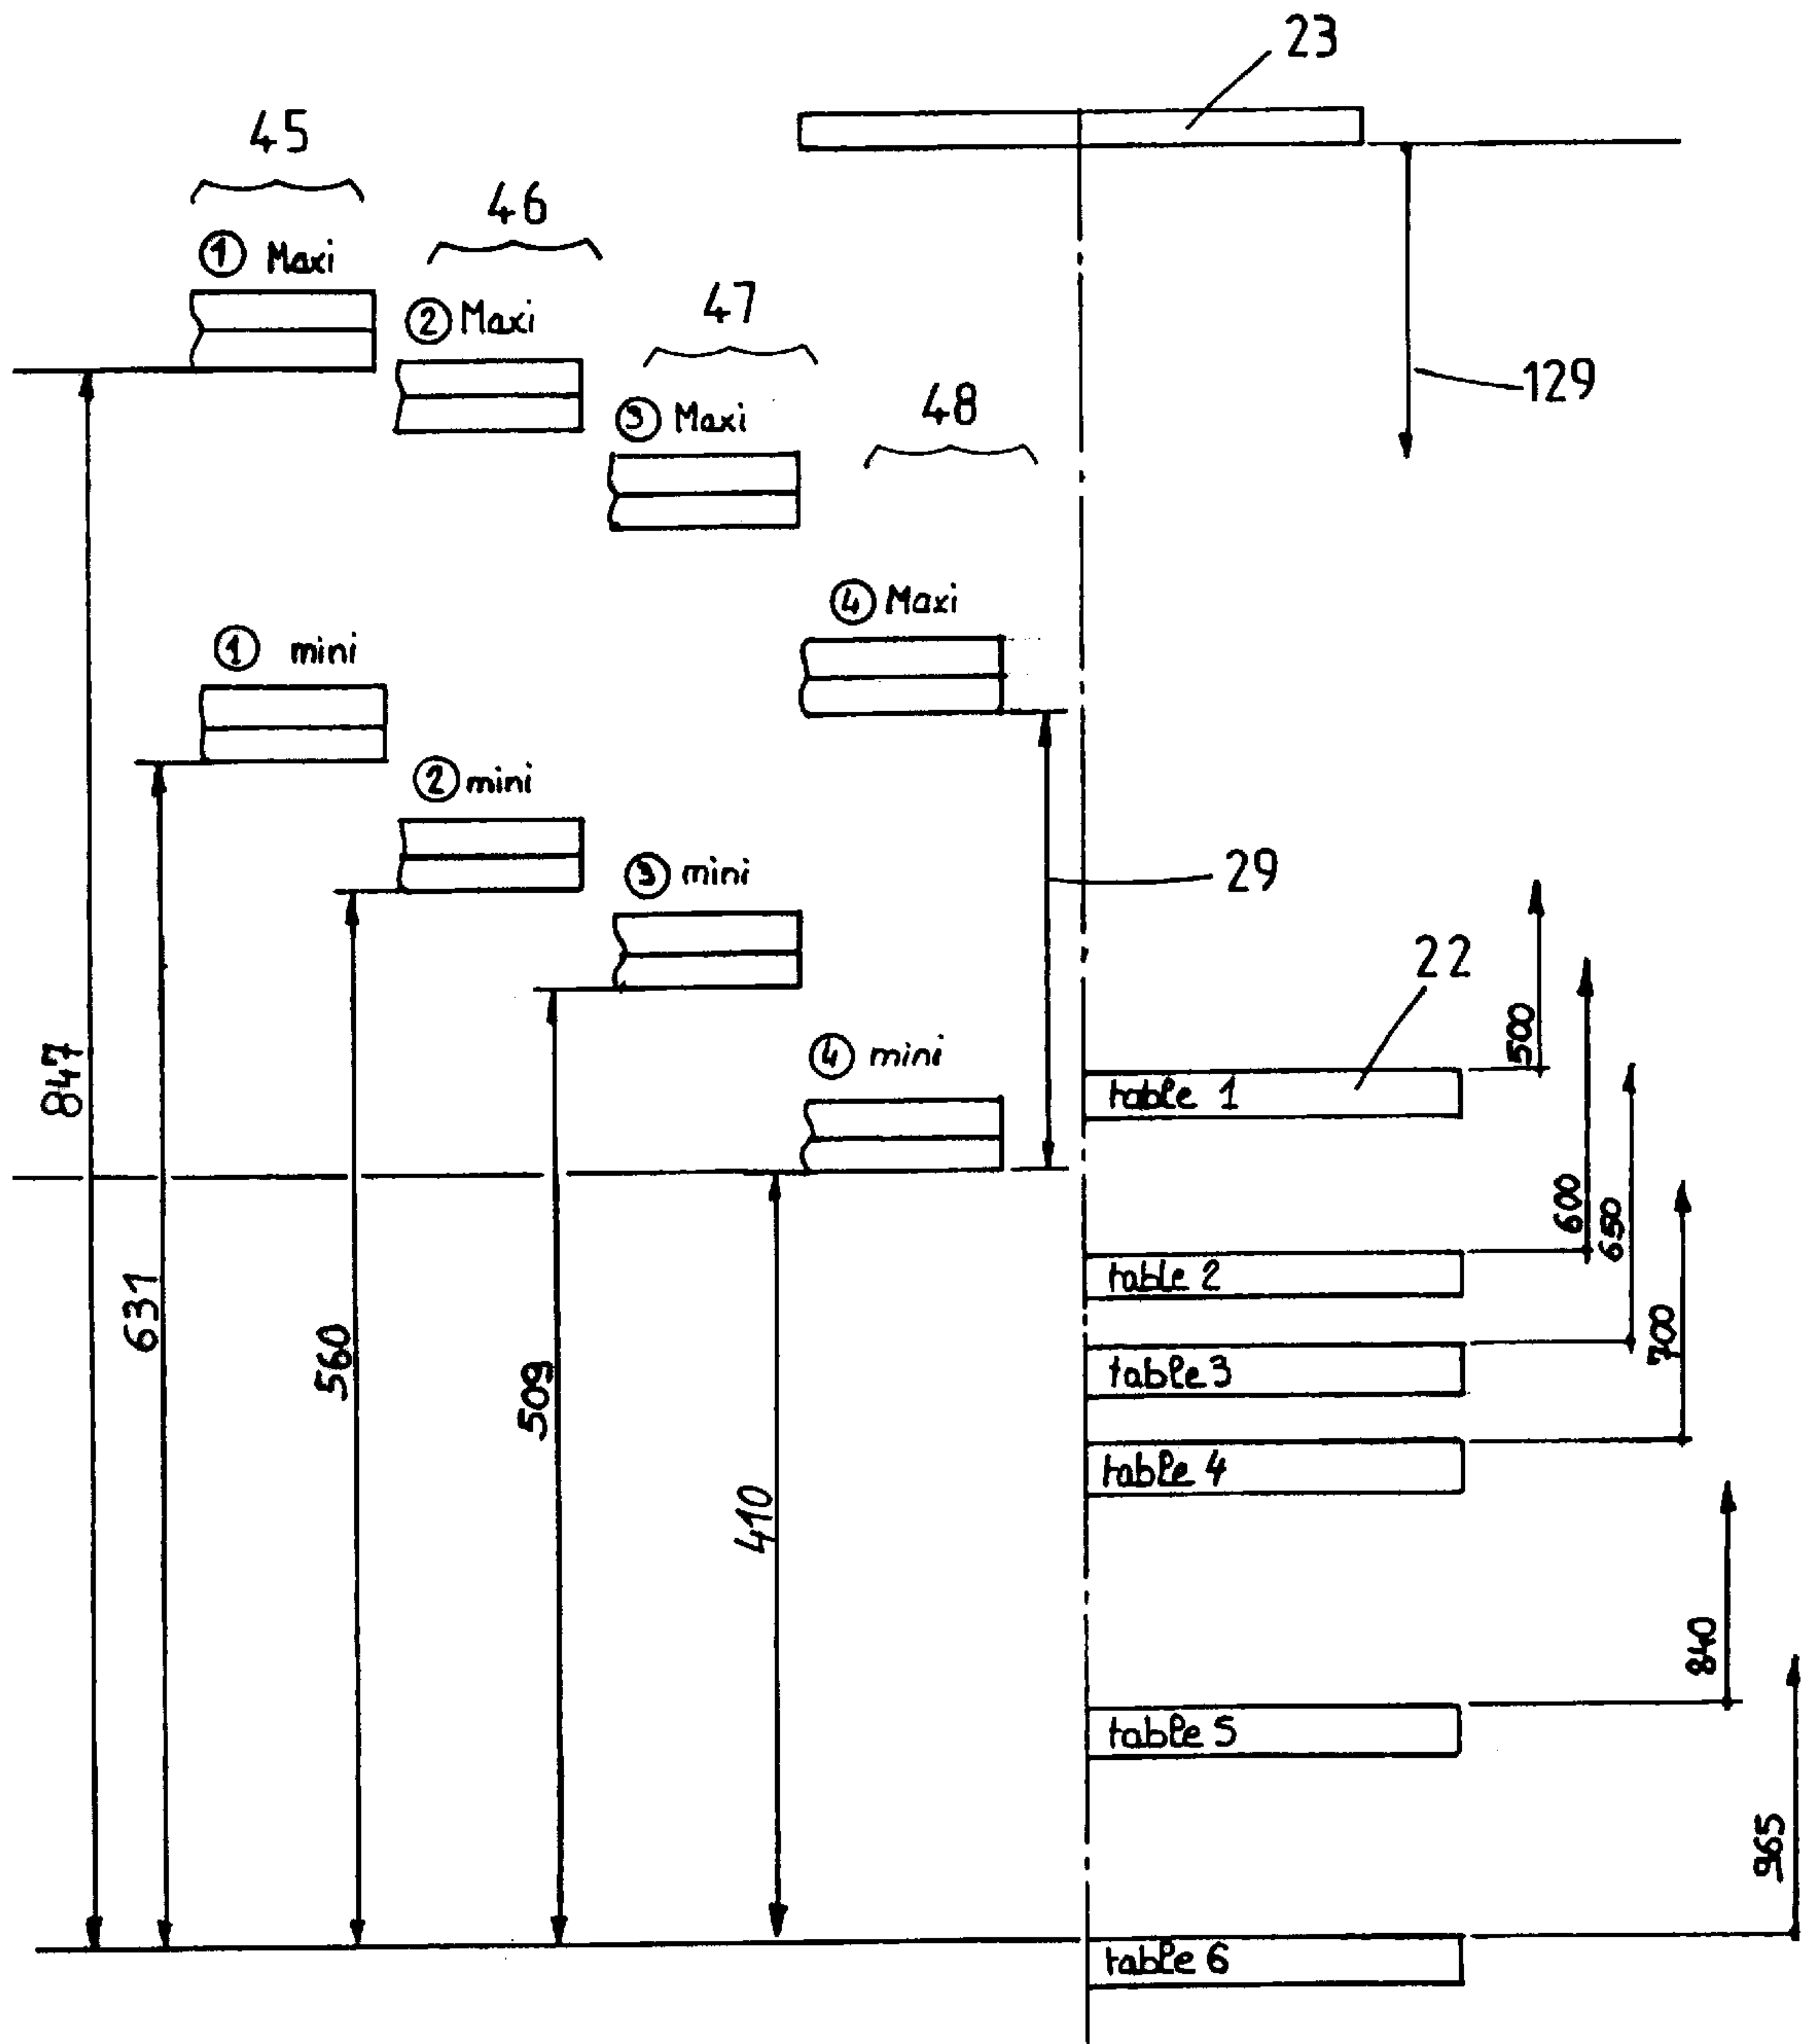 23
45
46
① Maxi
47
② Maxi
129
48
③ Maxi
④ Maxi
① mini
② mini
29
③ mini
22
500
847
④ mini
table 1
600
650
631
table 2
700
560
table 3
509
table 4
410
840
table 5
965
table 6